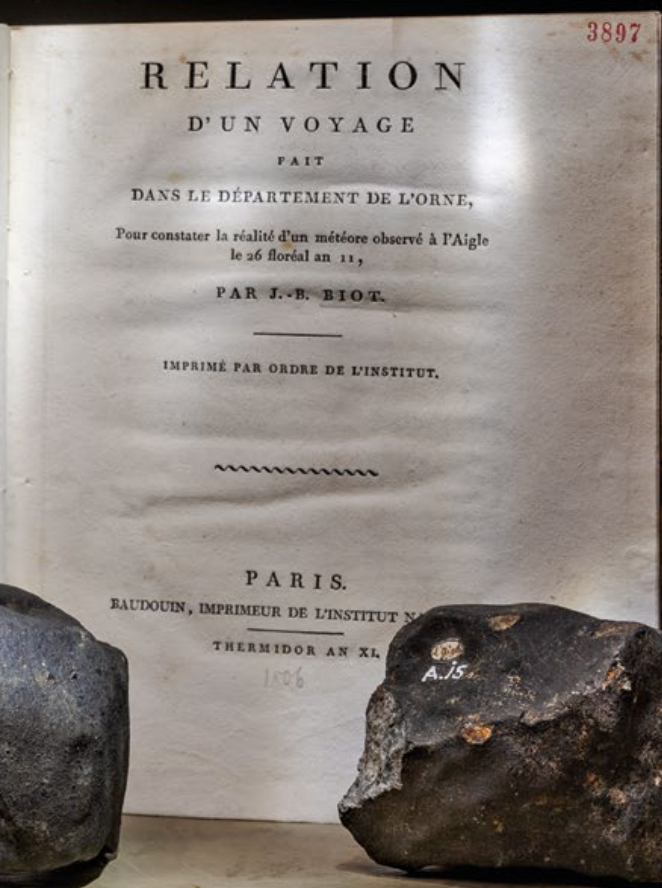 3897
RELATION
D'UN VOYAGE
FAIT
DANS LE DÉPARTEMENT DE L'ORNE,
Pour constater la réalité d'un météore observé à l'Aigle
le 26 floréal an 11,
PAR J.-B. BIOT.
IMPRIMÉ PAR ORDRE DE L'INSTITUT.
PARIS.
BAUDOUIN, IMPRIMEUR DE L'INSTITUT
THERMIDOR AN XI.
A.15